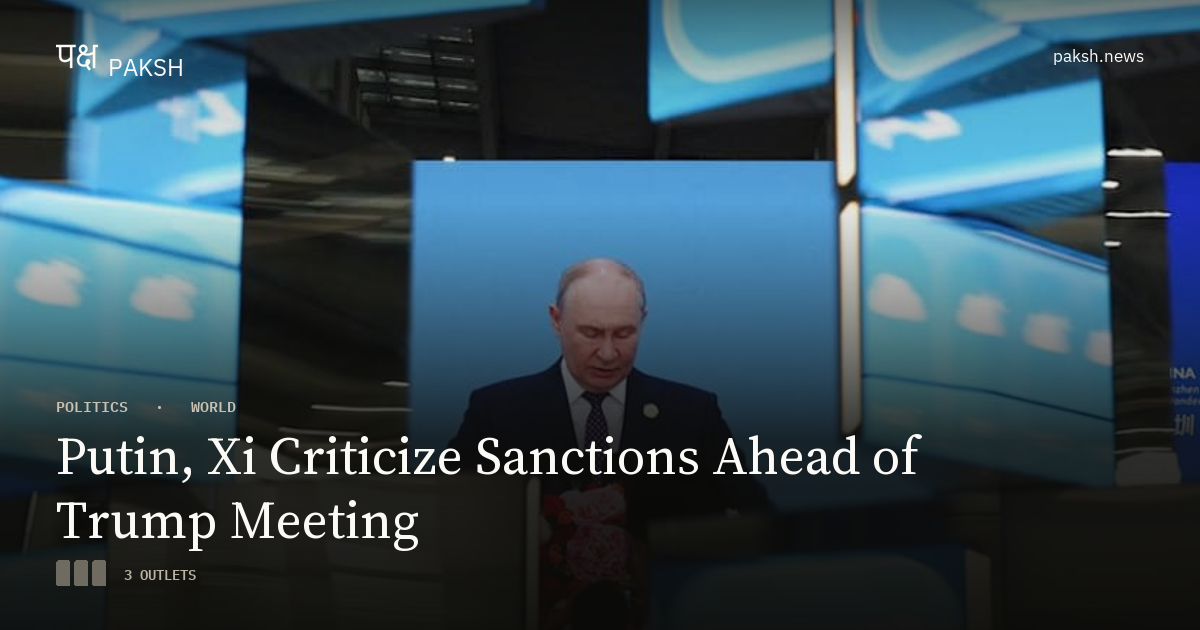 पक्ष PAKSH
paksh.news
POLITICS · WORLD
Putin, Xi Criticize Sanctions Ahead of
Trump Meeting
3 OUTLETS